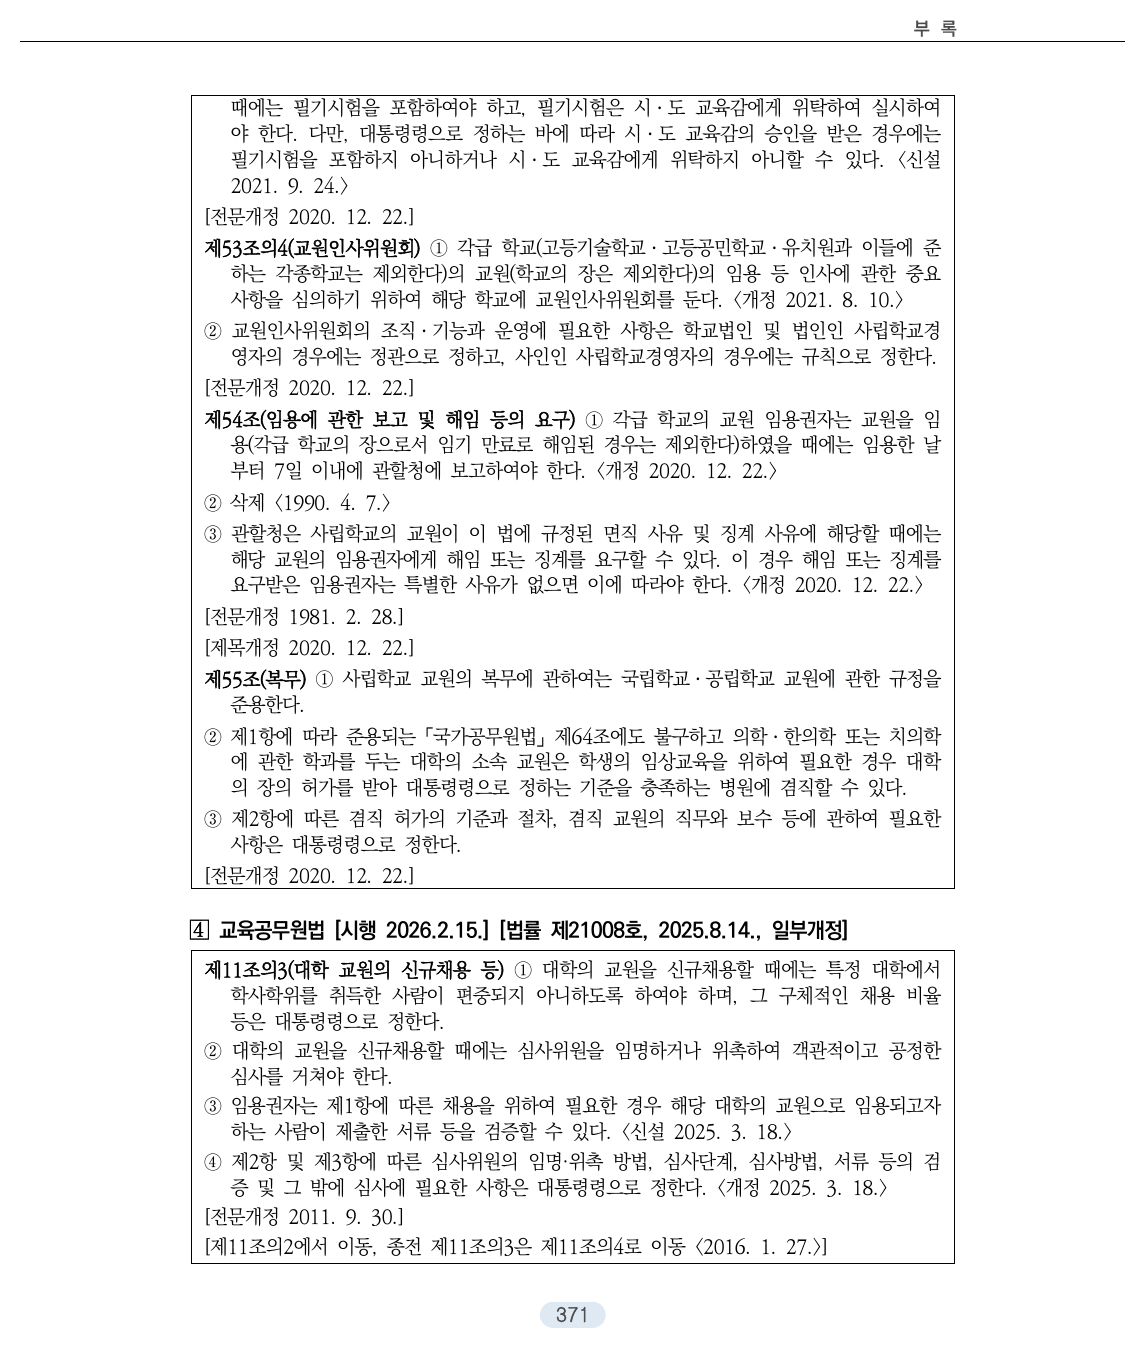 부 록
때에는 필기시험을 포함하여야 하고, 필기시험은 시·도 교육감에게 위탁하여 실시하여
야 한다. 다만, 대통령령으로 정하는 바에 따라 시·도 교육감의 승인을 받은 경우에는
필기시험을 포함하지 아니하거나 시·도 교육감에게 위탁하지 아니할 수 있다. 〈신설
2021. 9. 24.〉
[전문개정 2020. 12. 22.]
제53조의4(교원인사위원회) ① 각급 학교(고등기술학교·고등공민학교·유치원과 이들에 준
하는 각종학교는 제외한다)의 교원(학교의 장은 제외한다)의 임용 등 인사에 관한 중요
사항을 심의하기 위하여 해당 학교에 교원인사위원회를 둔다. 〈개정 2021. 8. 10.〉
② 교원인사위원회의 조직·기능과 운영에 필요한 사항은 학교법인 및 법인인 사립학교경
영자의 경우에는 정관으로 정하고, 사인인 사립학교경영자의 경우에는 규칙으로 정한다.
[전문개정 2020. 12. 22.]
제54조(임용에 관한 보고 및 해임 등의 요구) ① 각급 학교의 교원 임용권자는 교원을 임
용(각급 학교의 장으로서 임기 만료로 해임된 경우는 제외한다)하였을 때에는 임용한 날
부터 7일 이내에 관할청에 보고하여야 한다. 〈개정 2020. 12. 22.〉
② 삭제 〈1990. 4. 7.〉
③ 관할청은 사립학교의 교원이 이 법에 규정된 면직 사유 및 징계 사유에 해당할 때에는
해당 교원의 임용권자에게 해임 또는 징계를 요구할 수 있다. 이 경우 해임 또는 징계를
요구받은 임용권자는 특별한 사유가 없으면 이에 따라야 한다. 〈개정 2020. 12. 22.〉
[전문개정 1981. 2. 28.]
[제목개정 2020. 12. 22.]
제55조(복무) ① 사립학교 교원의 복무에 관하여는 국립학교·공립학교 교원에 관한 규정을
준용한다.
② 제1항에 따라 준용되는 「국가공무원법」 제64조에도 불구하고 의학·한의학 또는 치의학
에 관한 학과를 두는 대학의 소속 교원은 학생의 임상교육을 위하여 필요한 경우 대학
의 장의 허가를 받아 대통령령으로 정하는 기준을 충족하는 병원에 겸직할 수 있다.
③ 제2항에 따른 겸직 허가의 기준과 절차, 겸직 교원의 직무와 보수 등에 관하여 필요한
사항은 대통령령으로 정한다.
[전문개정 2020. 12. 22.]
4 교육공무원법 [시행 2026.2.15.] [법률 제21008호, 2025.8.14., 일부개정]
제11조의3(대학 교원의 신규채용 등) ① 대학의 교원을 신규채용할 때에는 특정 대학에서
학사학위를 취득한 사람이 편중되지 아니하도록 하여야 하며, 그 구체적인 채용 비율
등은 대통령령으로 정한다.
② 대학의 교원을 신규채용할 때에는 심사위원을 임명하거나 위촉하여 객관적이고 공정한
심사를 거쳐야 한다.
③ 임용권자는 제1항에 따른 채용을 위하여 필요한 경우 해당 대학의 교원으로 임용되고자
하는 사람이 제출한 서류 등을 검증할 수 있다. 〈신설 2025. 3. 18.〉
④ 제2항 및 제3항에 따른 심사위원의 임명·위촉 방법, 심사단계, 심사방법, 서류 등의 검
증 및 그 밖에 심사에 필요한 사항은 대통령령으로 정한다. 〈개정 2025. 3. 18.〉
[전문개정 2011. 9. 30.]
[제11조의2에서 이동, 종전 제11조의3은 제11조의4로 이동 〈2016. 1. 27.〉]
371